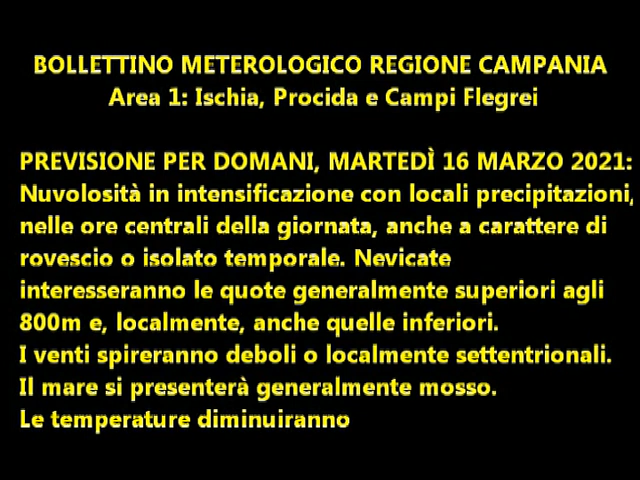 BOLLETTINO METEROLOGICO REGIONE CAMPANIA
Area 1: Ischia, Procida e Campi Flegrei
PREVISIONE PER DOMANI, MARTEDÌ 16 MARZO 2021:
Nuvolosità in intensificazione con locali precipitazioni,
nelle ore centrali della giornata, anche a carattere di
rovescio o isolato temporale. Nevicate
interesseranno le quote generalmente superiori agli
800m e, localmente, anche quelle inferiori.
I venti spireranno deboli o localmente settentrionali.
Il mare si presenterà generalmente mosso.
Le temperature diminuiranno